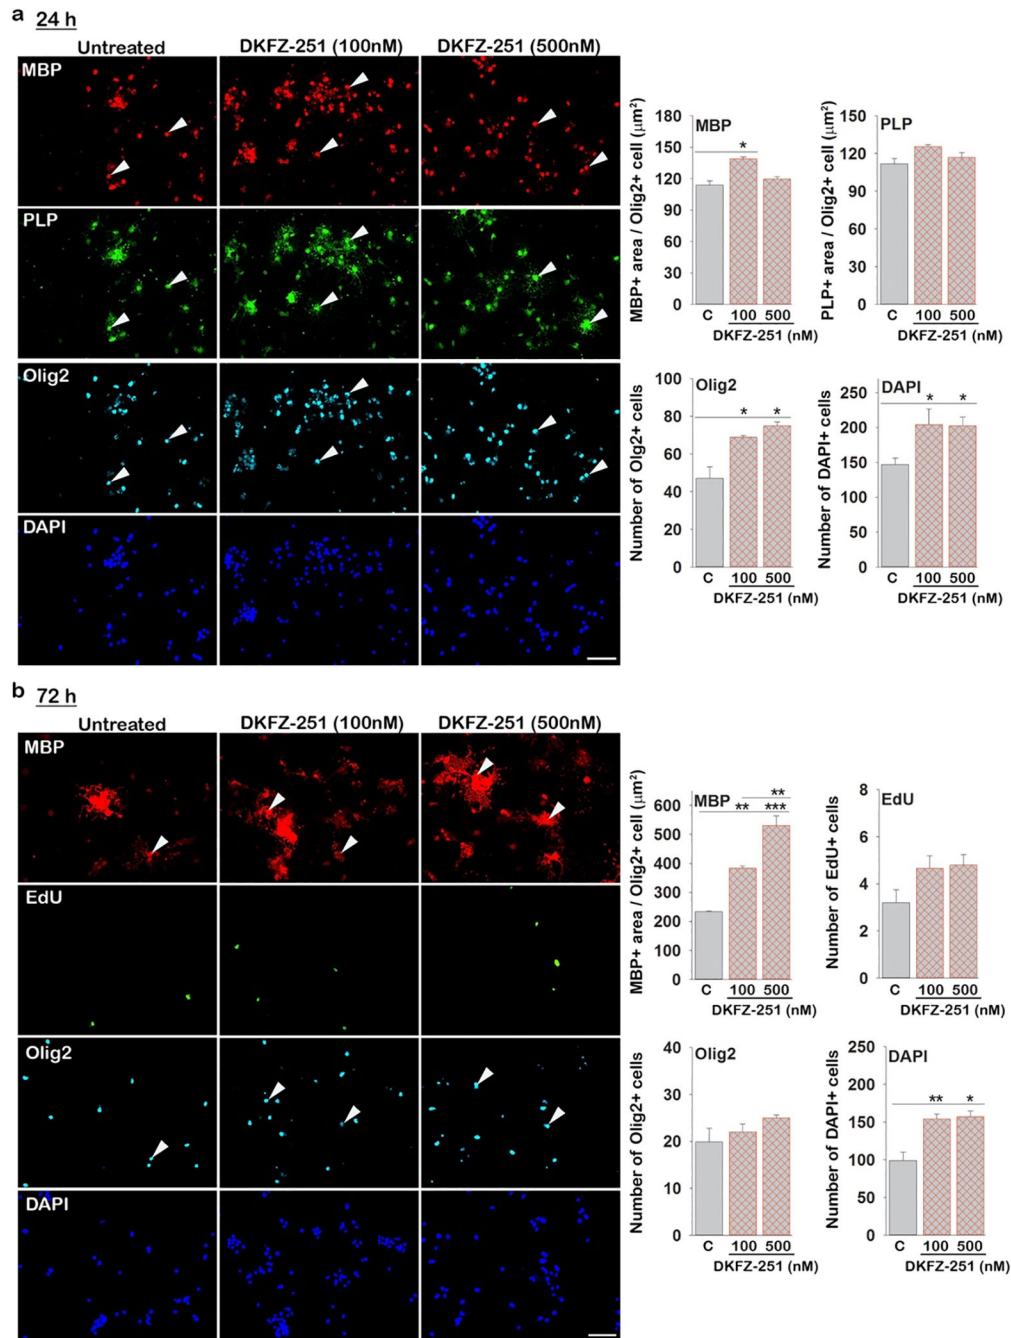 a 24 h
Untreated DKFZ-251 (100nM) DKFZ-251 (500nM)
MBP
PLP
Olig2
DAPI
MBP+ area / Olig2+ cell (μm²)
180
150
120
90
60
30
0
MBP
*
C 100 500
DKFZ-251 (nM)
PLP+ area / Olig2+ cell (μm²)
150
120
90
60
30
0
PLP
C 100 500
DKFZ-251 (nM)
Number of Olg2+ cells
100
80
60
40
20
0
Olig2
* *
C 100 500
DKFZ-251 (nM)
Number of DAPI+ cells
250
200
150
100
50
0
DAPI
* *
C 100 500
DKFZ-251 (nM)
b 72 h
Untreated DKFZ-251 (100nM) DKFZ-251 (500nM)
MBP
EdU
Olig2
DAPI
MBP+ area / Olig2+ cell (μm²)
600
500
400
300
200
100
0
MBP
**
** ***
C 100 500
DKFZ-251 (nM)
Number of EdU+ cells
8
6
4
2
0
EdU
C 100 500
DKFZ-251 (nM)
Number of Olig2+ cells
40
30
20
10
0
Olig2
C 100 500
DKFZ-251 (nM)
Number of DAPI+ cells
250
200
150
100
50
0
DAPI
** *
C 100 500
DKFZ-251 (nM)